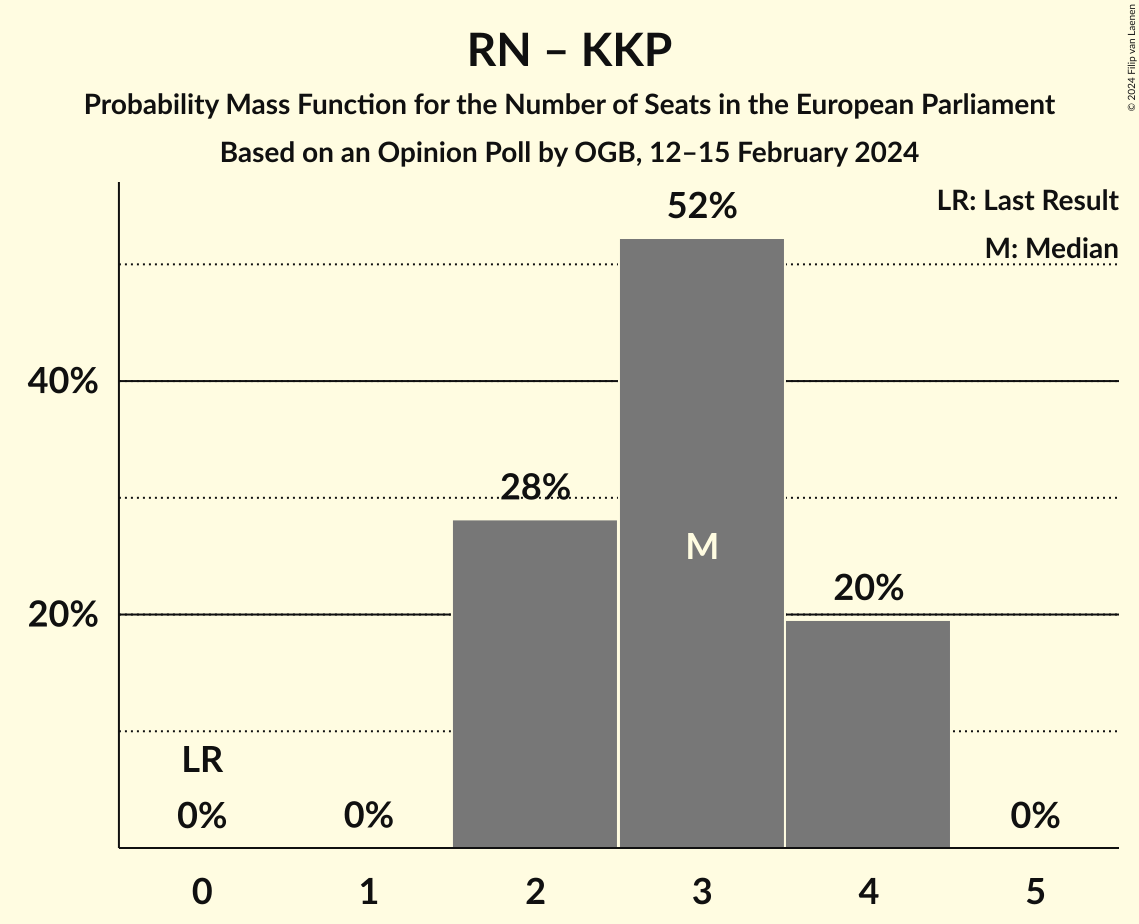 RN – KKP
Probability Mass Function for the Number of Seats in the European Parliament
Based on an Opinion Poll by OGB, 12–15 February 2024
© 2024 Filip van Laenen
LR: Last Result
M: Median
52%
40%
28%
M
20%
20%
LR
0%
0%
0%
0
1
2
3
4
5